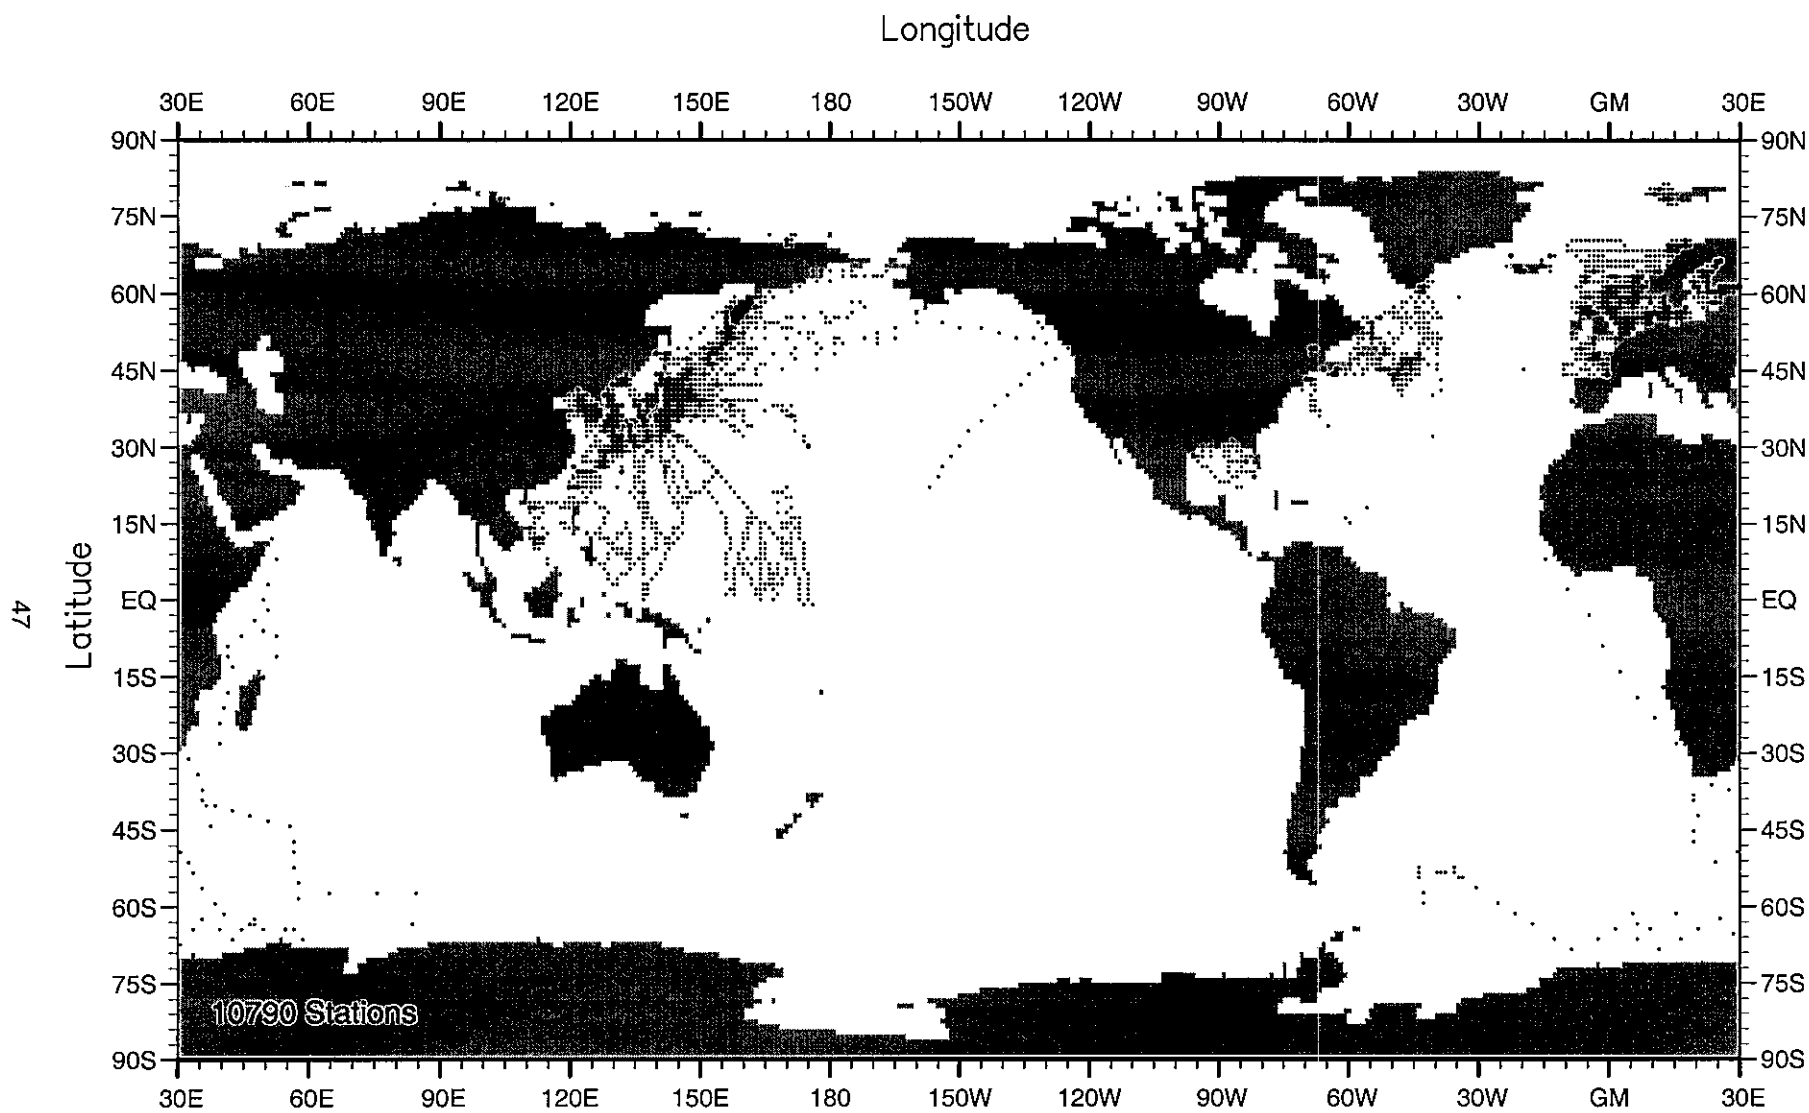 Longitude
30E 60E 90E 120E 150E 180 150W 120W 90W 60W 30W GM 30E
90N 90N
75N 75N
60N 60N
45N 45N
30N 30N
15N 15N
EQ EQ
15S 15S
30S 30S
45S 45S
60S 60S
75S 75S
90S 90S
Latitude
47
10790 Stations
30E 60E 90E 120E 150E 180 150W 120W 90W 60W 30W GM 30E